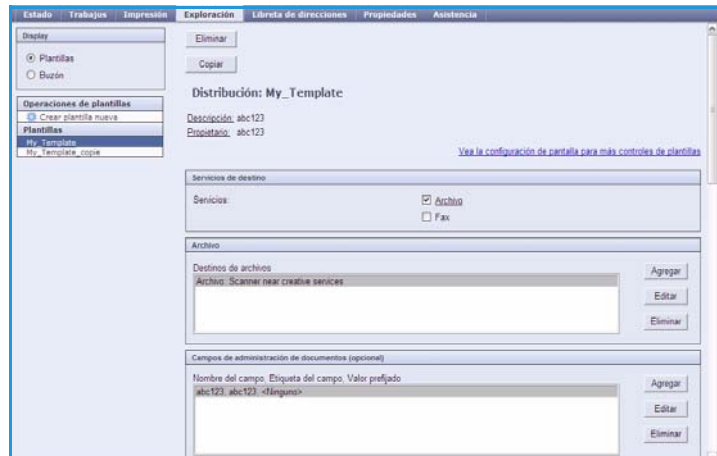 Estado Trabajos Impresión Exploración Libreta de direcciones Propiedades Asistencia
Display
Plantillas
Buzón
Operaciones de plantillas
Crear plantilla nueva
Plantillas
My_Template
My_Template_copie
Eliminar
Copiar
Distribución: My_Template
Descripción: abc123
Propietario: abc123
Vea la configuración de pantalla para más controles de plantillas
Servicios de destino
Servicios:
Archivo
Fax
Archivo
Destinos de archivos
Archivo: Scanner near creative services
Agregar
Editar
Eliminar
Campos de administración de documentos (opcional)
Nombre del campo, Etiqueta del campo, Valor prefijado
abc123, abc123, <Ninguno>
Agregar
Editar
Eliminar